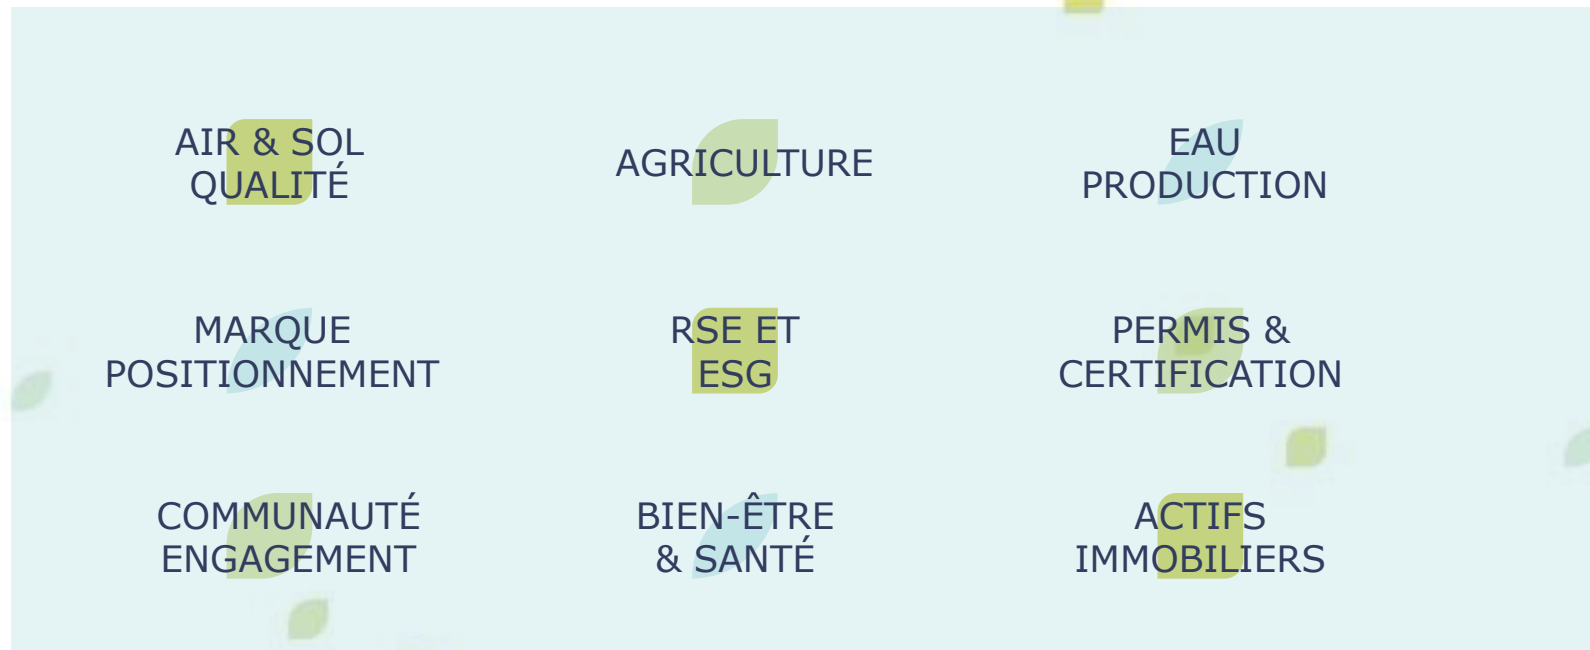 AIR & SOL
QUALITÉ
AGRICULTURE
EAU
PRODUCTION
MARQUE
POSITIONNEMENT
RSE ET
ESG
PERMIS &
CERTIFICATION
COMMUNAUTÉ
ENGAGEMENT
BIEN-ÊTRE
& SANTÉ
ACTIFS
IMMOBILIERS